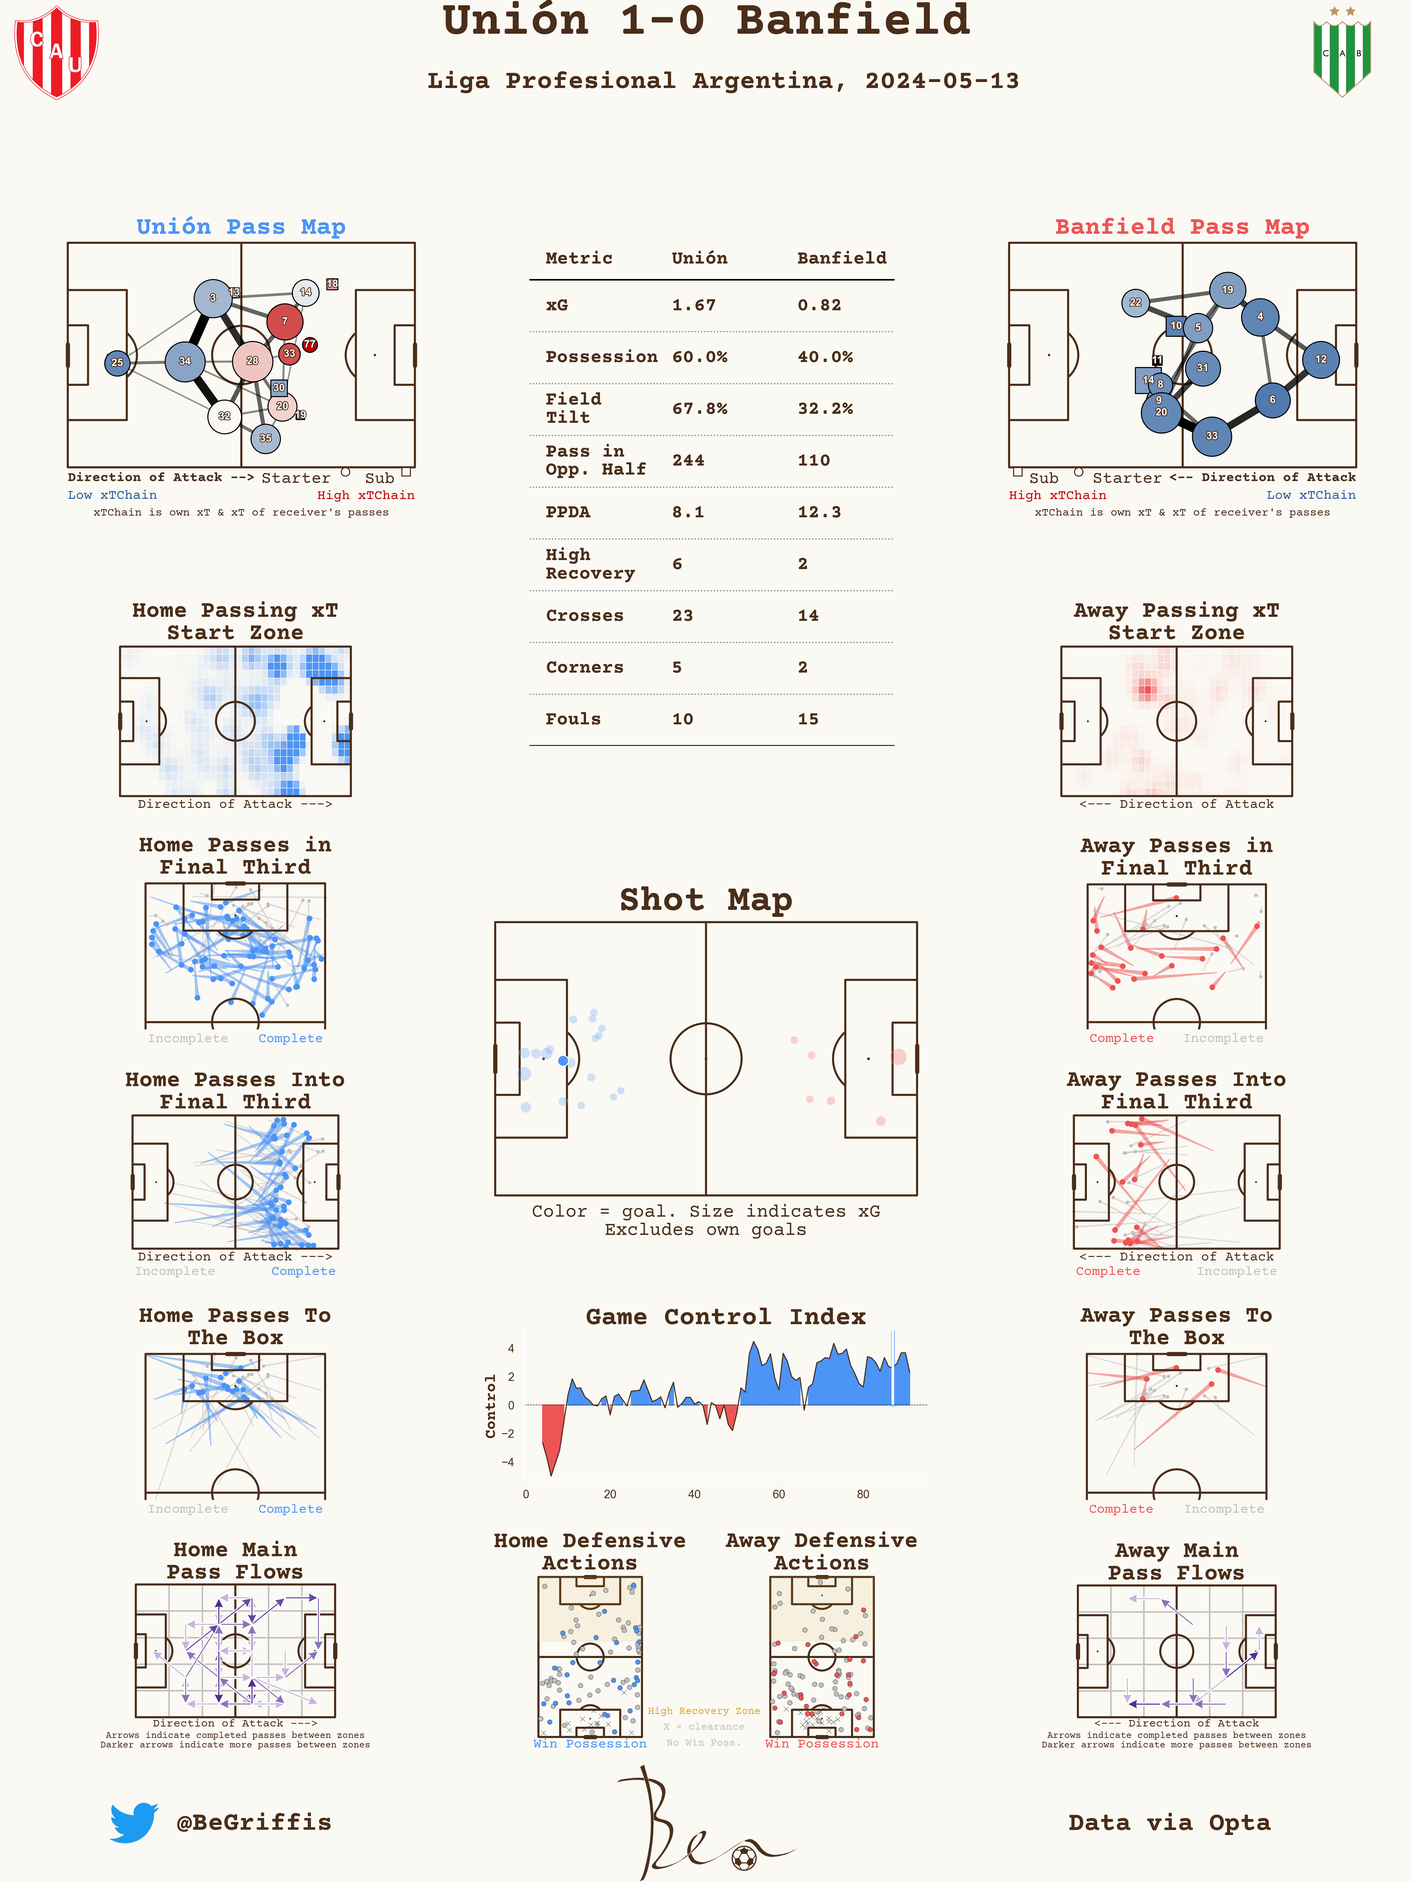 Unión 1-0 Banfield
Liga Profesional Argentina, 2024-05-13
C A U
C A B
Unión Pass Map
3
13
14
18
7
77
33
25
34
28
30
20
19
32
35
Direction of Attack --> Starter Sub
Low xTChain High xTChain
xTChain is own xT & xT of receiver's passes
Metric Unión Banfield
xG 1.67 0.82
Possession 60.0% 40.0%
Field
Tilt 67.8% 32.2%
Pass in
Opp. Half 244 110
PPDA 8.1 12.3
High
Recovery 6 2
Crosses 23 14
Corners 5 2
Fouls 10 15
Banfield Pass Map
22
19
10
5
4
11
31
12
14
8
9
20
6
33
Sub Starter <-- Direction of Attack
High xTChain Low xTChain
xTChain is own xT & xT of receiver's passes
Home Passing xT
Start Zone
Direction of Attack --->
Away Passing xT
Start Zone
<--- Direction of Attack
Home Passes in
Final Third
Incomplete Complete
Away Passes in
Final Third
Complete Incomplete
Shot Map
Color = goal. Size indicates xG
Excludes own goals
Home Passes Into
Final Third
Direction of Attack --->
Incomplete Complete
Away Passes Into
Final Third
<--- Direction of Attack
Complete Incomplete
Home Passes To
The Box
Incomplete Complete
Game Control Index
Control
4
2
0
−2
−4
0 20 40 60 80
Away Passes To
The Box
Complete Incomplete
Home Main
Pass Flows
Direction of Attack --->
Arrows indicate completed passes between zones
Darker arrows indicate more passes between zones
Home Defensive
Actions
Win Possession
Away Defensive
Actions
Win Possession
High Recovery Zone
X = clearance
No Win Poss.
Away Main
Pass Flows
<--- Direction of Attack
Arrows indicate completed passes between zones
Darker arrows indicate more passes between zones
@BeGriffis
Ben
Data via Opta